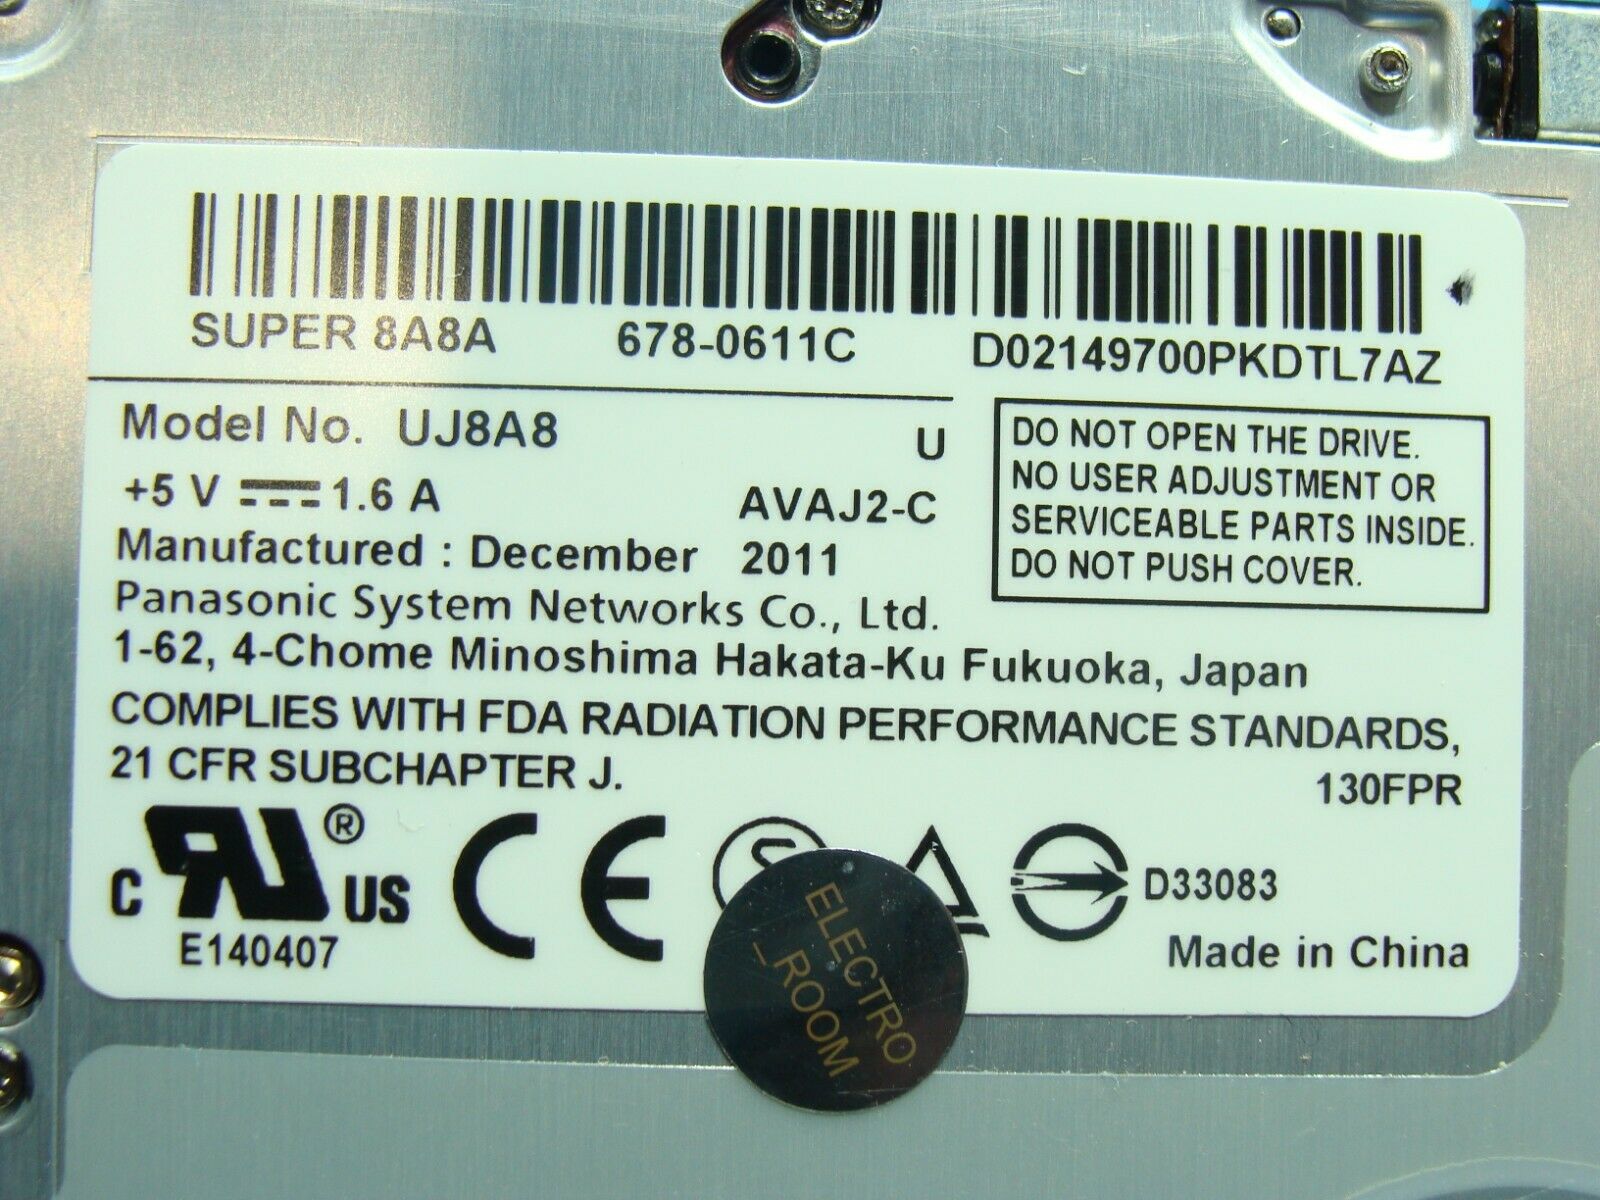 SUPER 8A8A 678-0611C D02149700PKDTL7AZ
Model No. UJ8A8 U
+5 V 1.6 A AVAJ2-C
Manufactured : December 2011
Panasonic System Networks Co., Ltd.
1-62, 4-Chome Minoshima Hakata-Ku Fukuoka, Japan
DO NOT OPEN THE DRIVE.
NO USER ADJUSTMENT OR
SERVICEABLE PARTS INSIDE.
DO NOT PUSH COVER.
COMPLIES WITH FDA RADIATION PERFORMANCE STANDARDS,
21 CFR SUBCHAPTER J. 130FPR
c UL ® US CE D33083
E140407
Made in China
ELECTRO
_ROOM